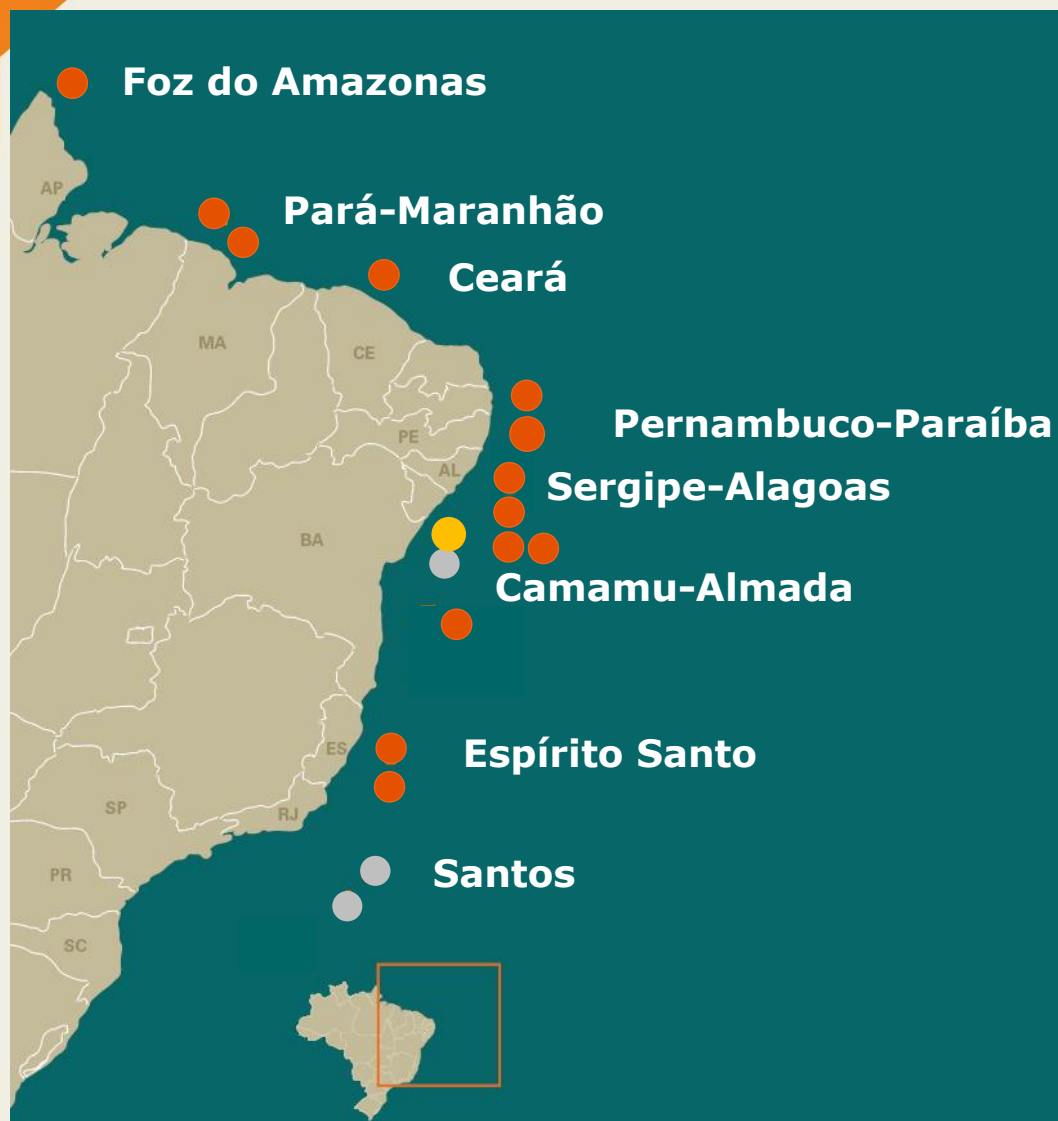 Foz do Amazonas
AP
Pará-Maranhão
Ceará
MA
CE
Pernambuco-Paraíba
PE
AL
Sergipe-Alagoas
BA
Camamu-Almada
ES
Espírito Santo
SP
RJ
PR
Santos
SC